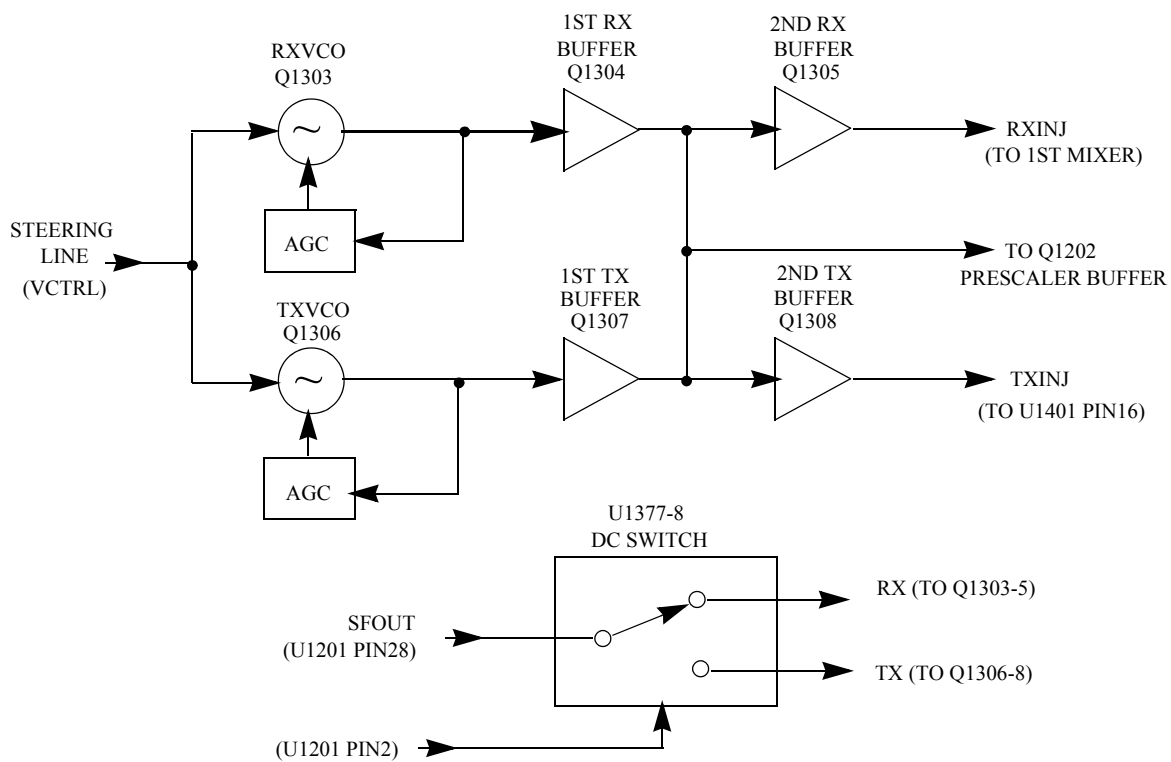 RXVCO
Q1303
1ST RX
BUFFER
Q1304
2ND RX
BUFFER
Q1305
RXINJ
(TO 1ST MIXER)
AGC
STEERING
LINE
(VCTRL)
TO Q1202
PRESCALER BUFFER
TXVCO
Q1306
1ST TX
BUFFER
Q1307
2ND TX
BUFFER
Q1308
TXINJ
(TO U1401 PIN16)
AGC
U1377-8
DC SWITCH
RX (TO Q1303-5)
SFOUT
(U1201 PIN28)
TX (TO Q1306-8)
(U1201 PIN2)